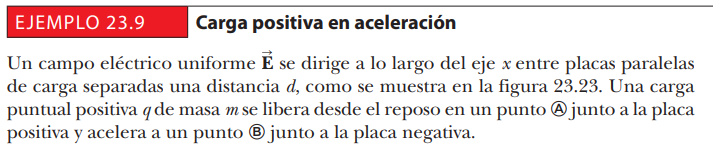 EJEMPLO 23.9 Carga positiva en aceleración
Un campo eléctrico uniforme E⃗ se dirige a lo largo del eje x entre placas paralelas
de carga separadas una distancia d, como se muestra en la figura 23.23. Una carga
puntual positiva q de masa m se libera desde el reposo en un punto Ⓐ junto a la placa
positiva y acelera a un punto Ⓑ junto a la placa negativa.